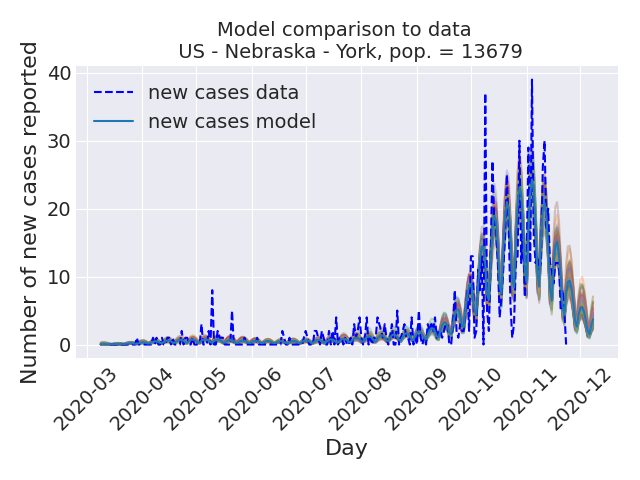 Model comparison to data
US - Nebraska - York, pop. = 13679
Number of new cases reported
40
30
20
10
0
new cases data
new cases model
2020-03
2020-04
2020-05
2020-06
2020-07
2020-08
2020-09
2020-10
2020-11
2020-12
Day